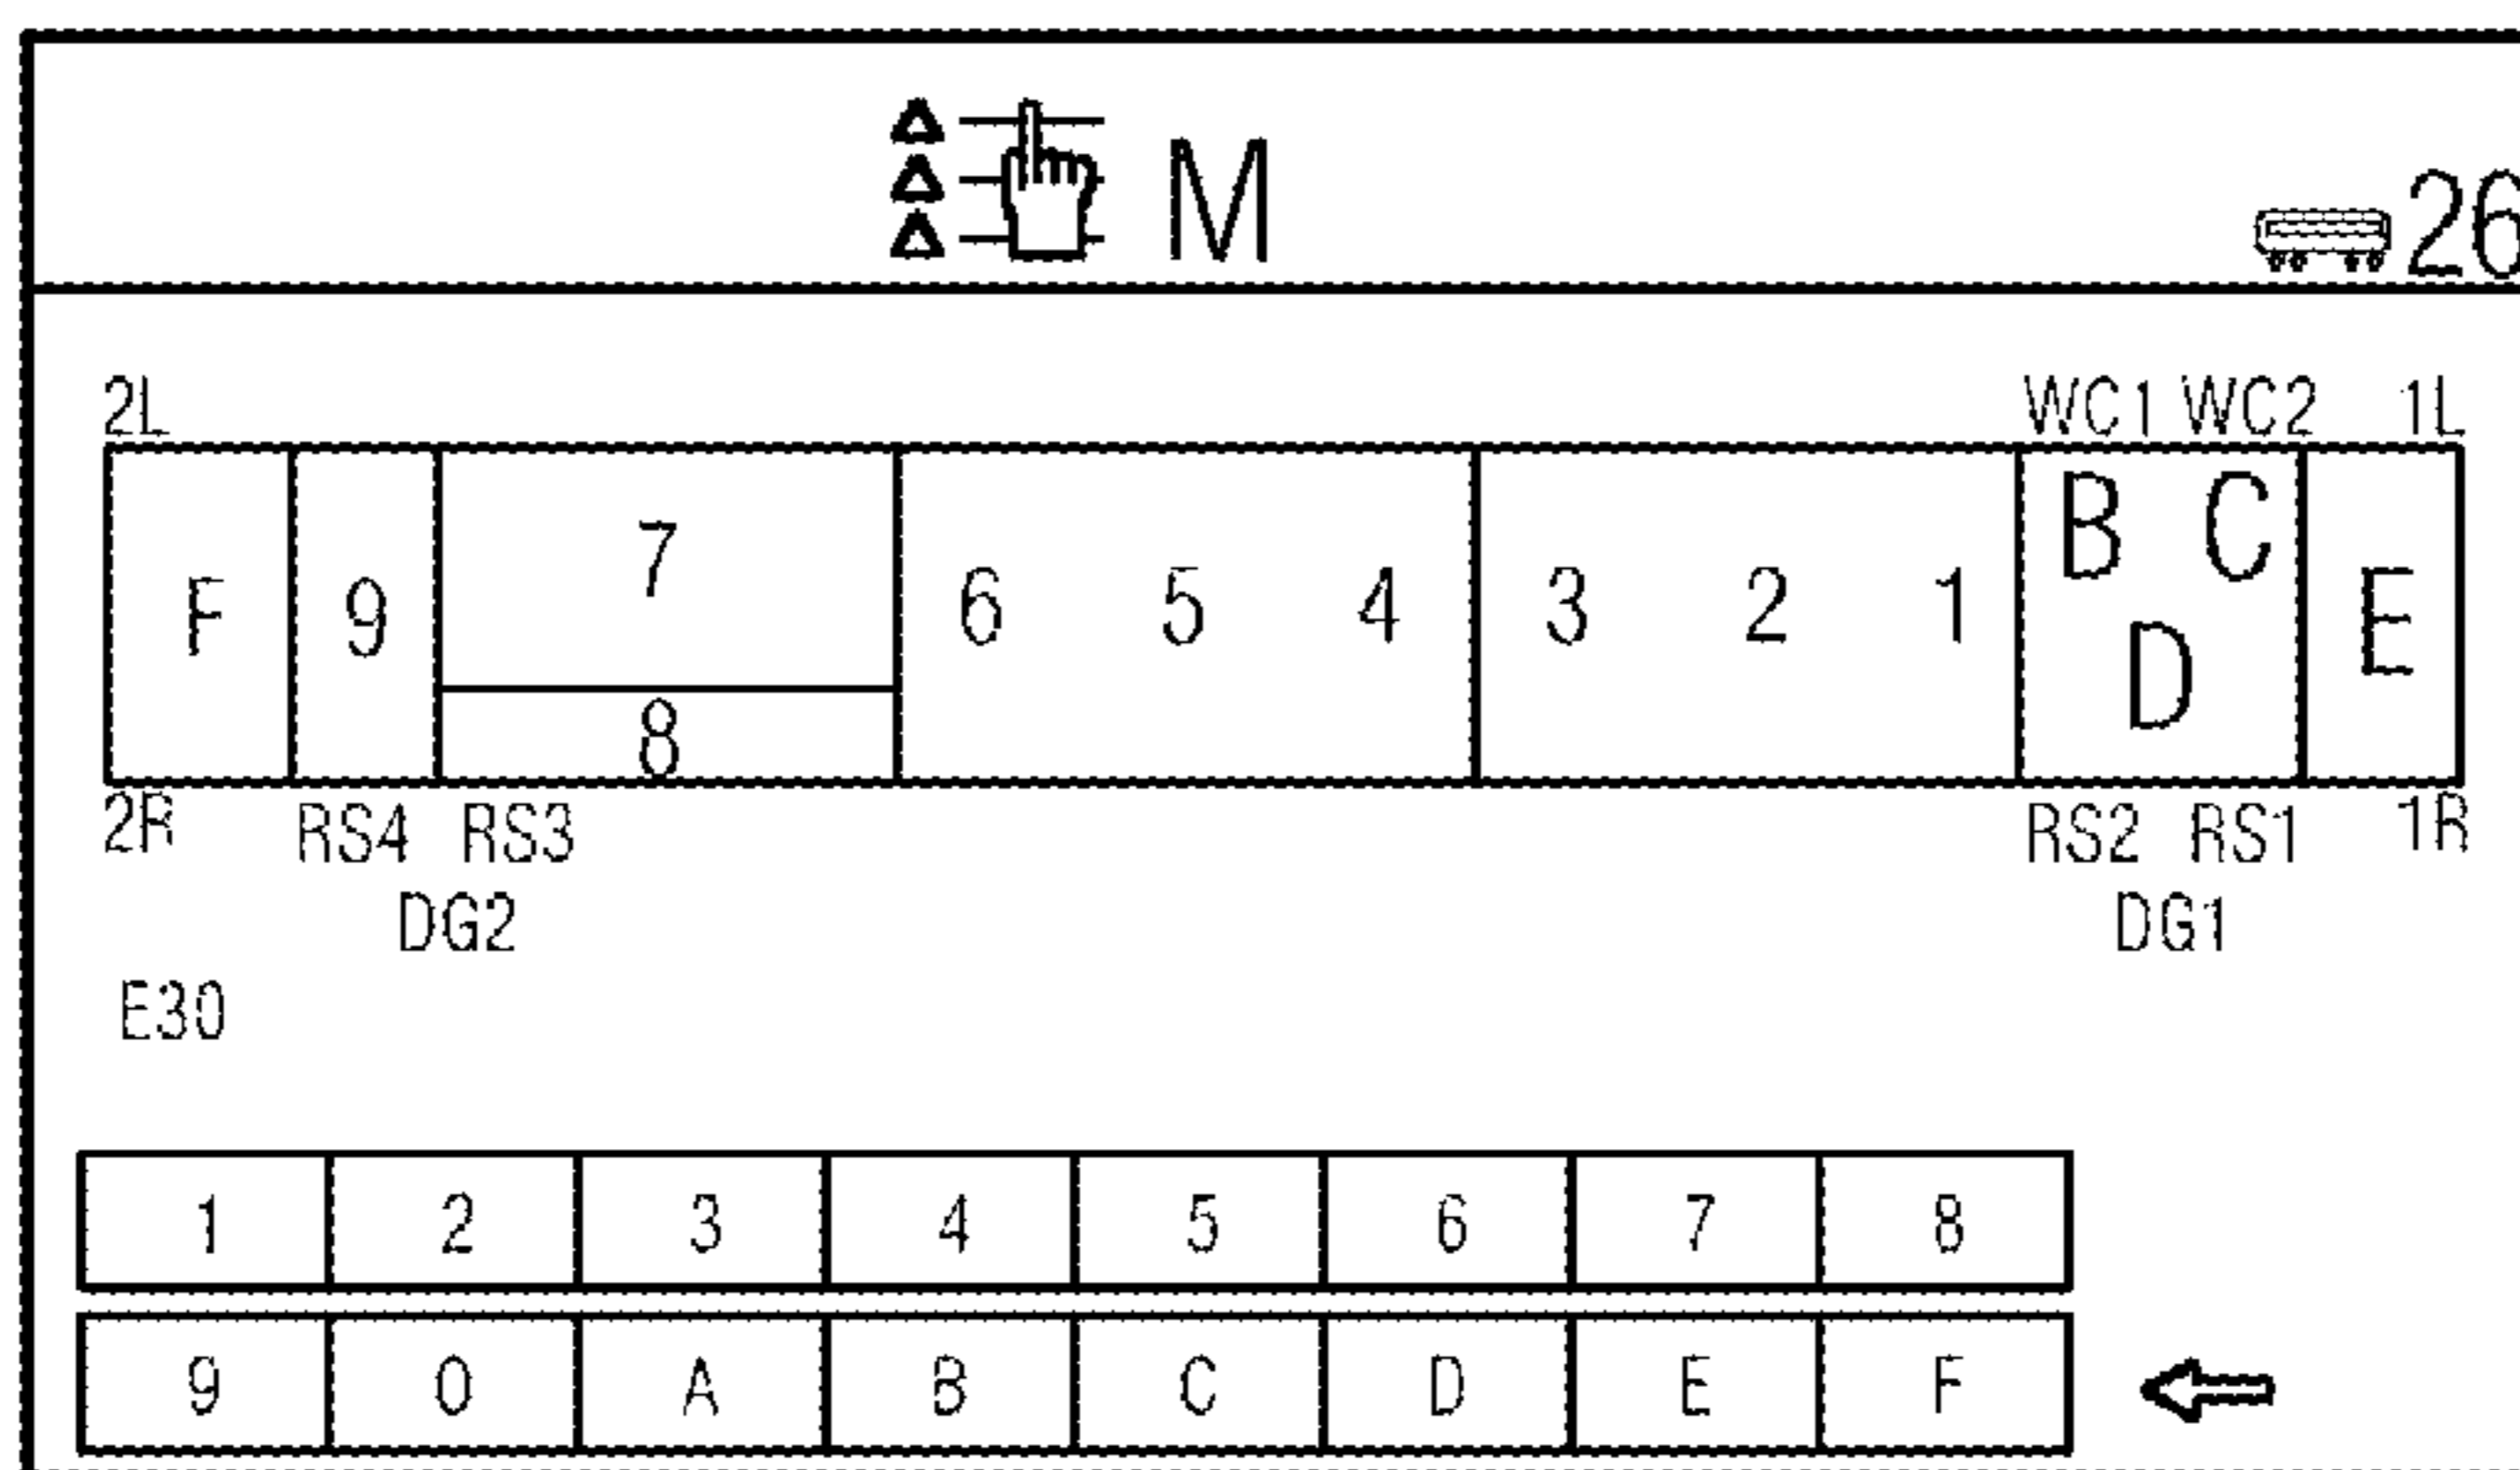 M 26
2L WC1 WC2 1L
7 B C
F 9 6 5 4 3 2 1 E
8 D
2R RS4 RS3 RS2 RS1 1R
DG2 DG1
E30
1 2 3 4 5 6 7 8
9 0 A B C D E F